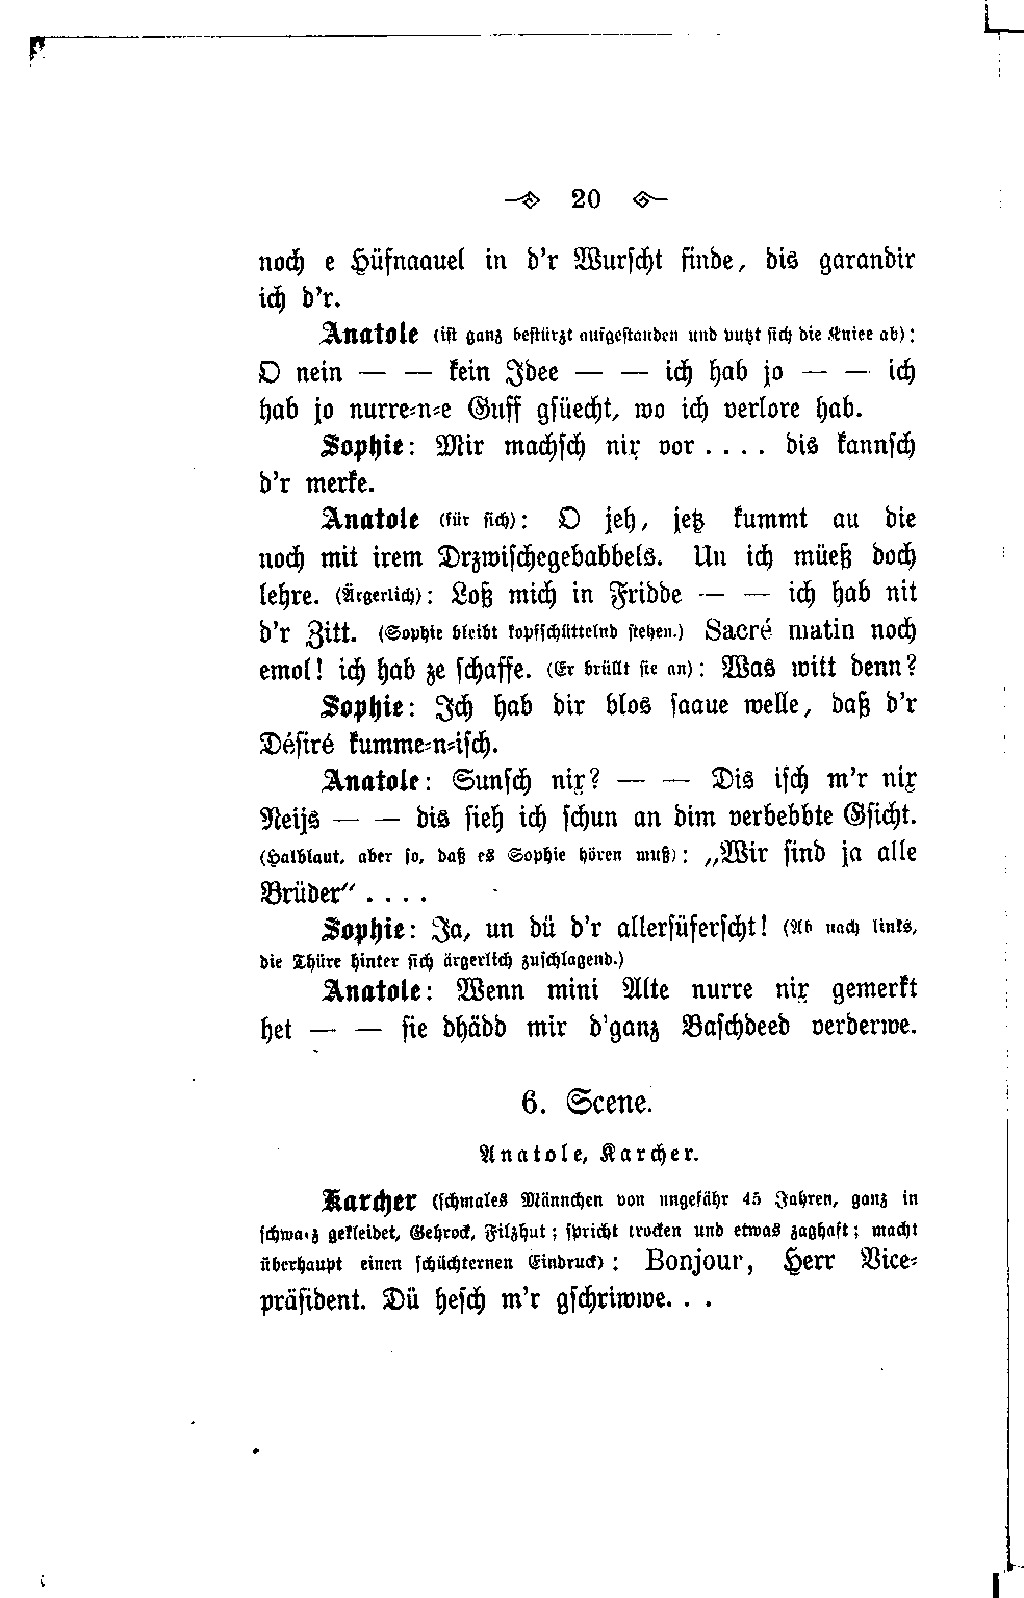 20
noch e Hüfnaauel in d'r Wurscht finde, dis garandir
ich d'r.
Anatole (ist ganz bestürzt aufgestanden und putzt sich die Kniee ab):
O nein — — kein Idee — — ich hab jo — — ich
hab jo nurre=n=e Guff gsüecht, wo ich verlore hab.
Sophie: Mir machsch nix vor .... dis kannsch
d'r merke.
Anatole (für sich): O jeh, jetz kummt au die
noch mit irem Drzwischegebabbels. Un ich müeß doch
lehre. (Ärgerlich): Loß mich in Fridde — — ich hab nit
d'r Zitt. (Sophie bleibt kopfschüttelnd stehen.) Sacré matin noch
emol! ich hab ze schaffe. (Er brüllt sie an): Was witt denn?
Sophie: Ich hab dir blos saaue welle, daß d'r
Désiré kumme=n=isch.
Anatole: Sunsch nix? — — Dis isch m'r nix
Neijs — — dis sieh ich schun an dim verbebbte Gsicht.
(Halblaut, aber so, daß es Sophie hören muß): „Wir sind ja alle
Brüder“ ....
Sophie: Ja, un dü d'r allersüferscht! (Ab nach links,
die Thüre hinter sich ärgerlich zuschlagend.)
Anatole: Wenn mini Alte nurre nix gemerkt
het — — sie dhädd mir d'ganz Baschdeed verderwe.
6. Scene.
Anatole, Karcher.
Karcher (schmales Männchen von ungefähr 45 Jahren, ganz in
schwarz gekleidet, Gehrock, Filzhut; spricht trocken und etwas zaghaft; macht
überhaupt einen schüchternen Eindruck): Bonjour, Herr Vice=
präsident. Dü hesch m'r gschriwwe...